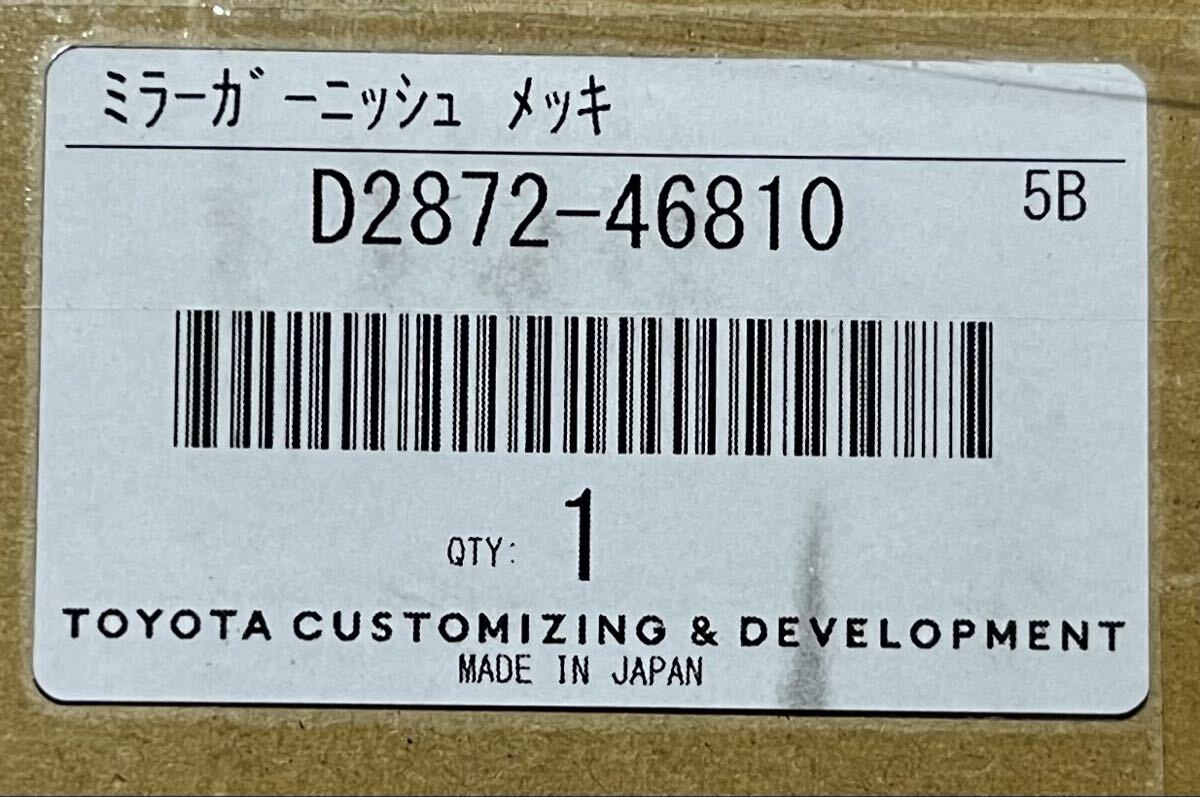 ミラーガーニッシュ メッキ
D2872-46810 5B
QTY: 1
TOYOTA CUSTOMIZING & DEVELOPMENT
MADE IN JAPAN